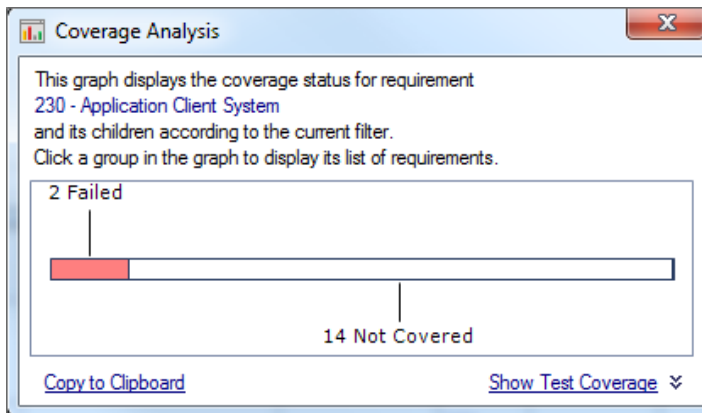 Coverage Analysis
This graph displays the coverage status for requirement
230 - Application Client System
and its children according to the current filter.
Click a group in the graph to display its list of requirements.
2 Failed
14 Not Covered
Copy to Clipboard
Show Test Coverage